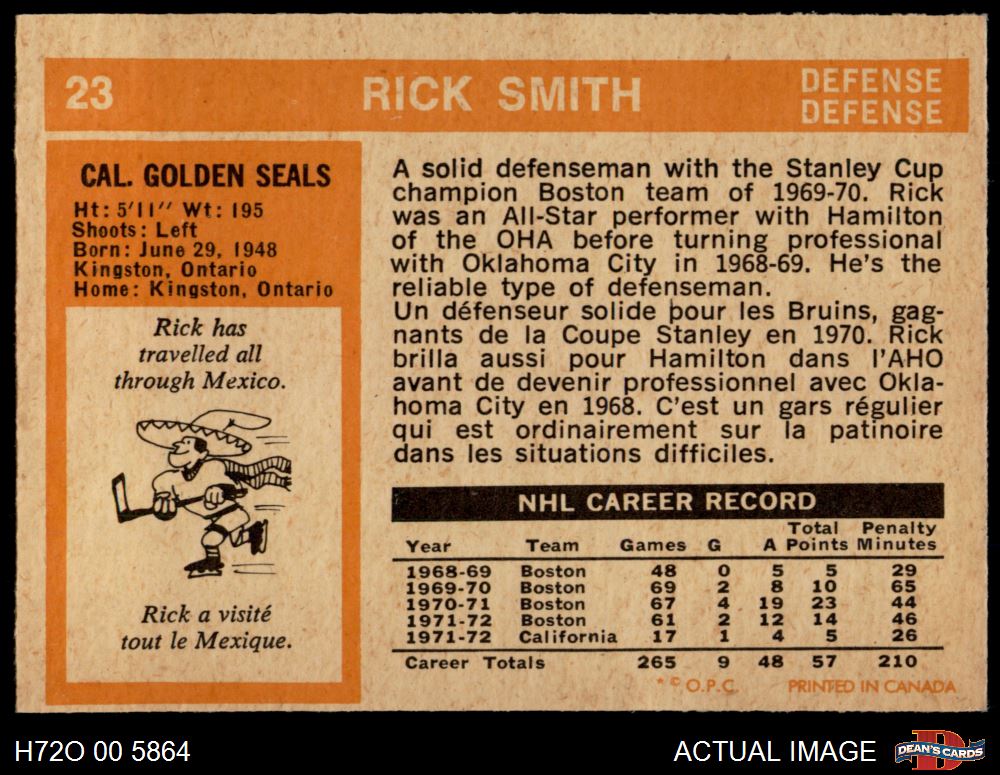 23 RICK SMITH DEFENSE
DEFENSE
CAL. GOLDEN SEALS
Ht: 5'11" Wt: 195
Shoots: Left
Born: June 29, 1948
Kingston, Ontario
Home: Kingston, Ontario
Rick has
travelled all
through Mexico.
Rick a visité
tout le Mexique.
A solid defenseman with the Stanley Cup
champion Boston team of 1969-70. Rick
was an All-Star performer with Hamilton
of the OHA before turning professional
with Oklahoma City in 1968-69. He's the
reliable type of defenseman.
Un défenseur solide pour les Bruins, gag-
nants de la Coupe Stanley en 1970. Rick
brilla aussi pour Hamilton dans l'AHO
avant de devenir professionnel avec Okla-
homa City en 1968. C'est un gars régulier
qui est ordinairement sur la patinoire
dans les situations difficiles.
NHL CAREER RECORD
Total Penalty
Year Team Games G A Points Minutes
1968-69 Boston 48 0 5 5 29
1969-70 Boston 69 2 8 10 65
1970-71 Boston 67 4 19 23 44
1971-72 Boston 61 2 12 14 46
1971-72 California 17 1 4 5 26
Career Totals 265 9 48 57 210
* © O.P.C. PRINTED IN CANADA
H72O 00 5864 ACTUAL IMAGE DEAN'S CARDS